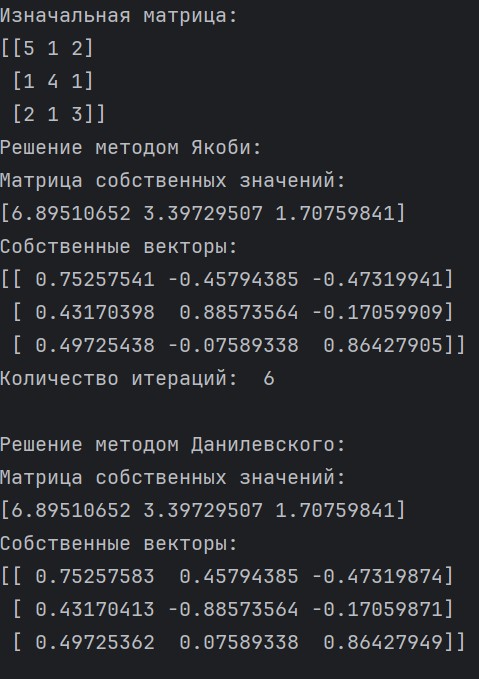 Изначальная матрица:
[[5 1 2]
 [1 4 1]
 [2 1 3]]
Решение методом Якоби:
Матрица собственных значений:
[6.89510652 3.39729507 1.70759841]
Собственные векторы:
[[ 0.75257541 -0.45794385 -0.47319941]
 [ 0.43170398  0.88573564 -0.17059909]
 [ 0.49725438 -0.07589338  0.86427905]]
Количество итераций:  6

Решение методом Данилевского:
Матрица собственных значений:
[6.89510652 3.39729507 1.70759841]
Собственные векторы:
[[ 0.75257583  0.45794385 -0.47319874]
 [ 0.43170413 -0.88573564 -0.17059871]
 [ 0.49725362  0.07589338  0.86427949]]